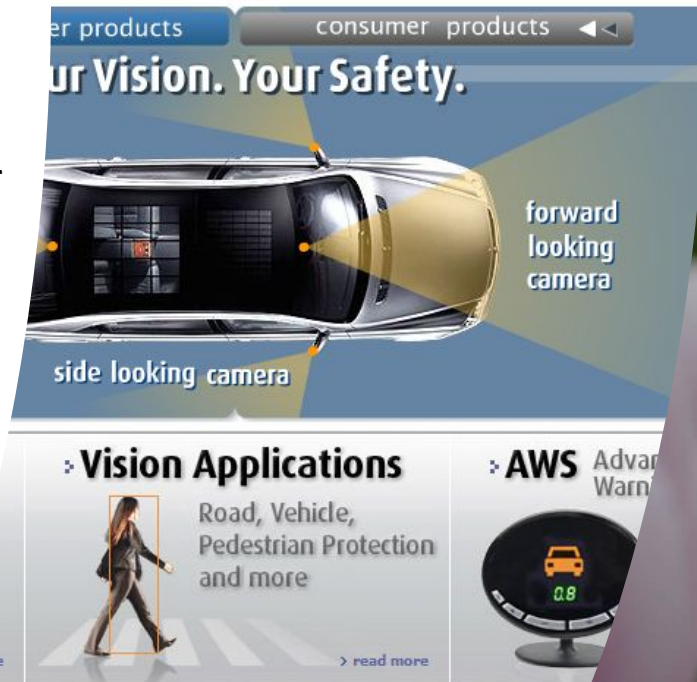 er products
consumer products
ur Vision. Your Safety.
forward
looking
camera
side looking camera
Vision Applications
Road, Vehicle,
Pedestrian Protection
and more
> read more
AWS
0.8